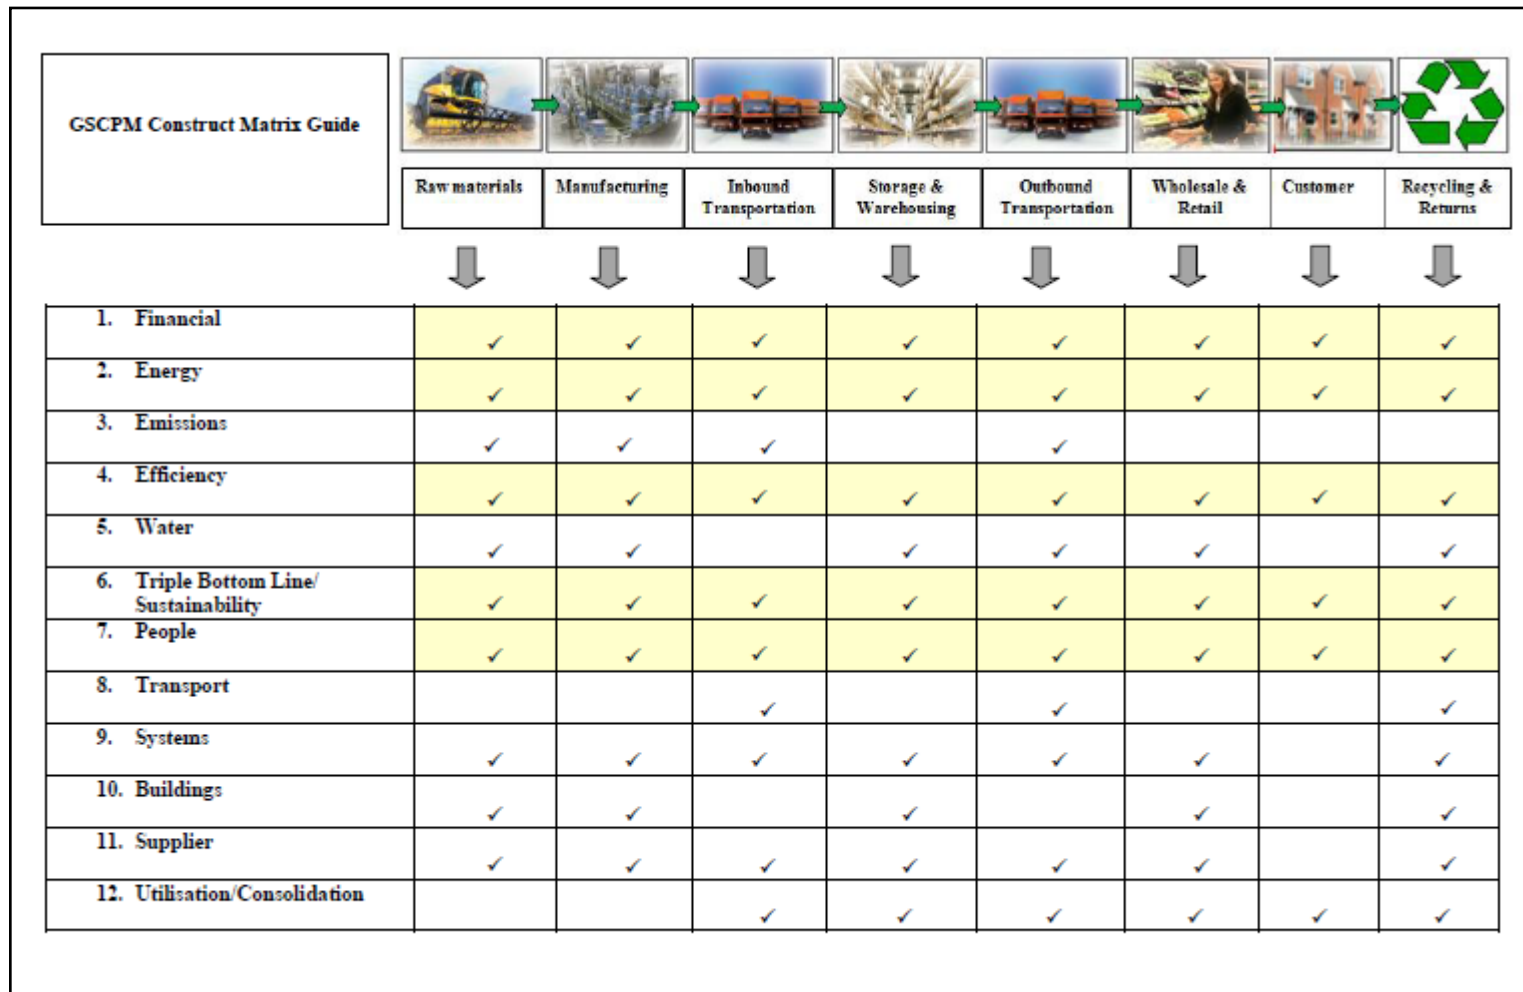 GSCPM Construct Matrix Guide
Raw materials
Manufacturing
Inbound
Transportation
Storage &
Warehousing
Outbound
Transportation
Wholesale &
Retail
Customer
Recycling &
Returns
1. Financial
✓ ✓ ✓ ✓ ✓ ✓ ✓ ✓
2. Energy
✓ ✓ ✓ ✓ ✓ ✓ ✓ ✓
3. Emissions
✓ ✓ ✓ ✓
4. Efficiency
✓ ✓ ✓ ✓ ✓ ✓ ✓ ✓
5. Water
✓ ✓ ✓ ✓ ✓ ✓
6. Triple Bottom Line/
Sustainability
✓ ✓ ✓ ✓ ✓ ✓ ✓ ✓
7. People
✓ ✓ ✓ ✓ ✓ ✓ ✓ ✓
8. Transport
✓ ✓ ✓
9. Systems
✓ ✓ ✓ ✓ ✓ ✓ ✓
10. Buildings
✓ ✓ ✓ ✓ ✓
11. Supplier
✓ ✓ ✓ ✓ ✓ ✓ ✓
12. Utilisation/Consolidation
✓ ✓ ✓ ✓ ✓ ✓